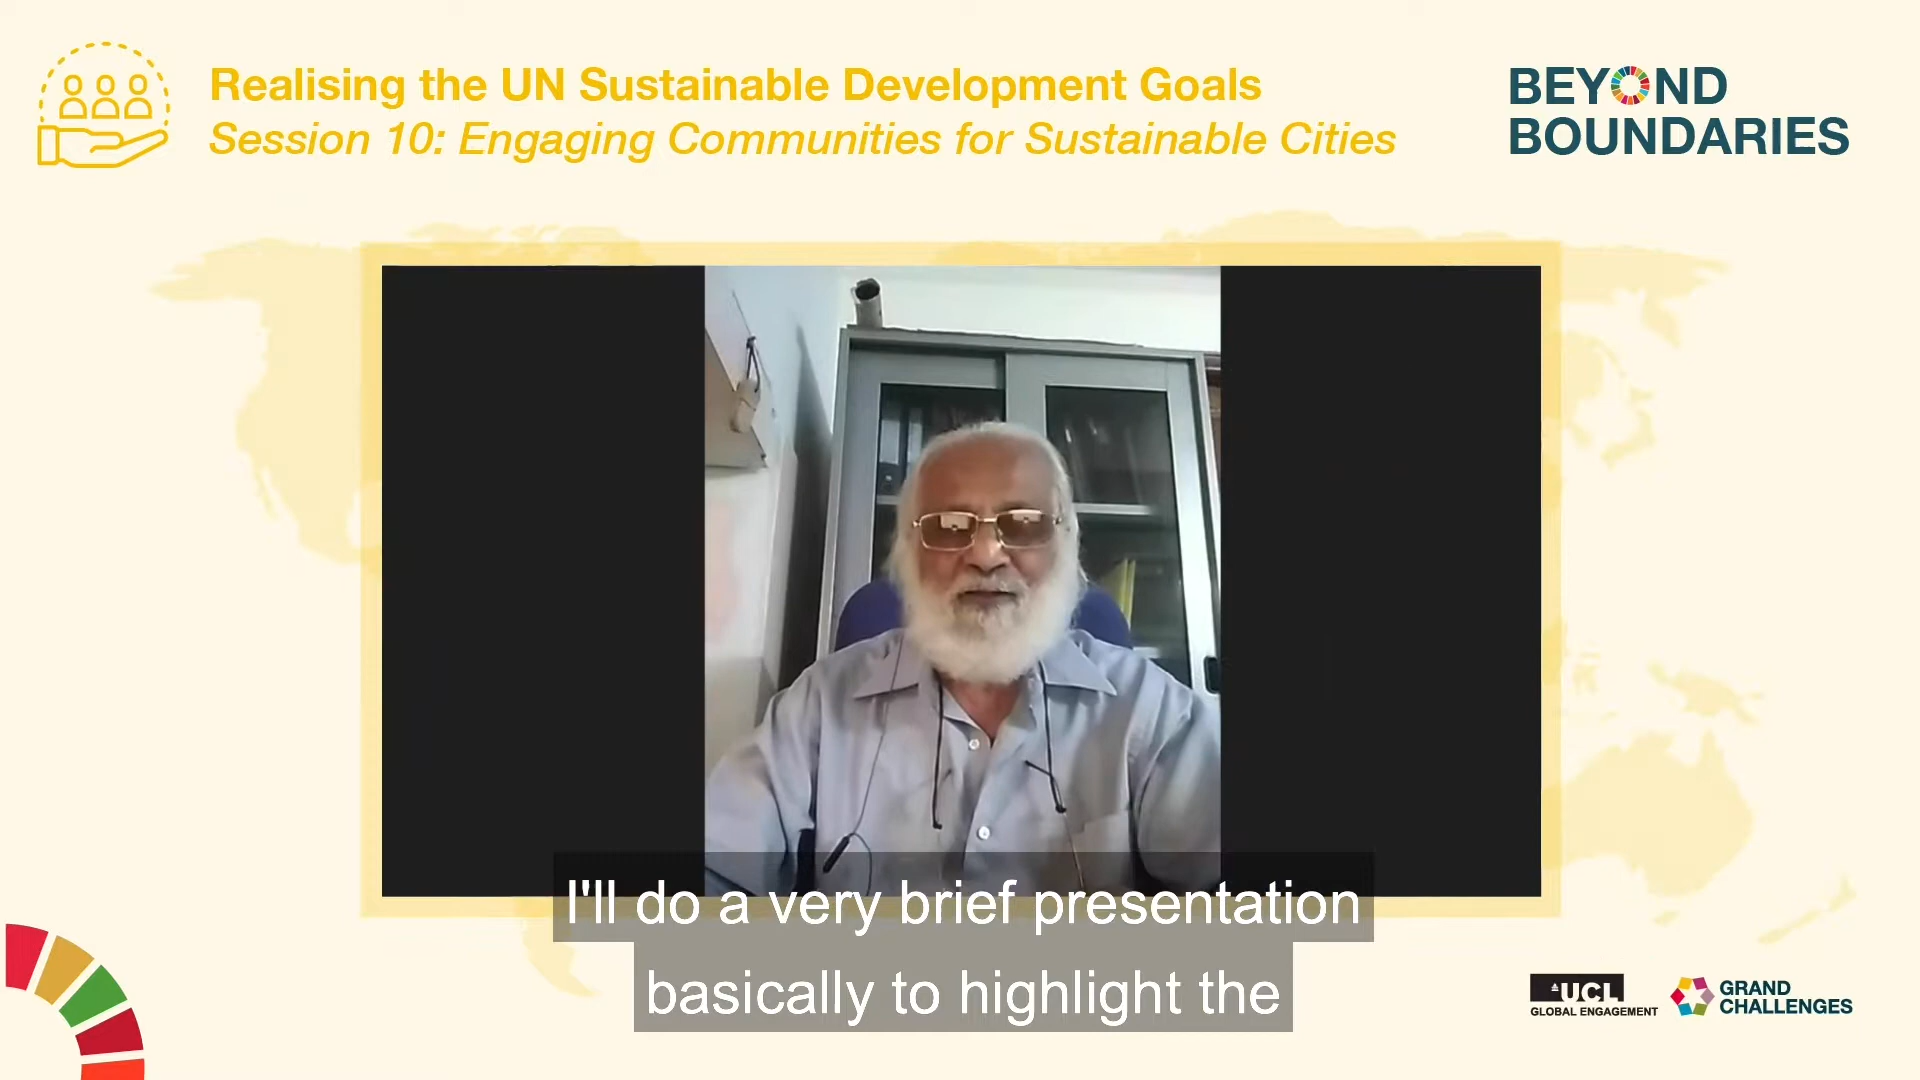 Realising the UN Sustainable Development Goals
Session 10: Engaging Communities for Sustainable Cities
BEYOND
BOUNDARIES
I'll do a very brief presentation
basically to highlight the
UCL
GLOBAL ENGAGEMENT
GRAND
CHALLENGES